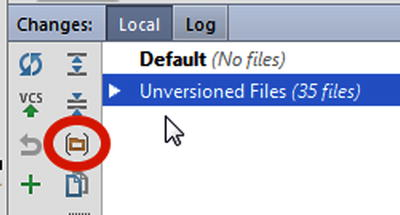 Changes: Local Log
Default (No files)
Unversioned Files (35 files)
VCS